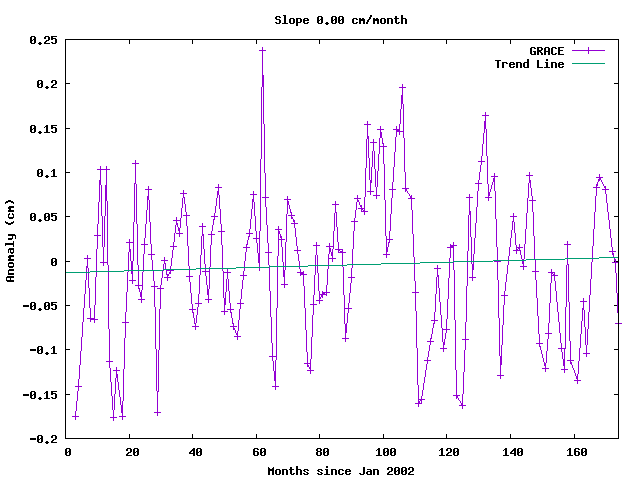 Slope 0.00 cm/month
0.25
GRACE
Trend Line
0.2
0.15
0.1
0.05
Anomaly (cm)
0
-0.05
-0.1
-0.15
-0.2
0 20 40 60 80 100 120 140 160
Months since Jan 2002